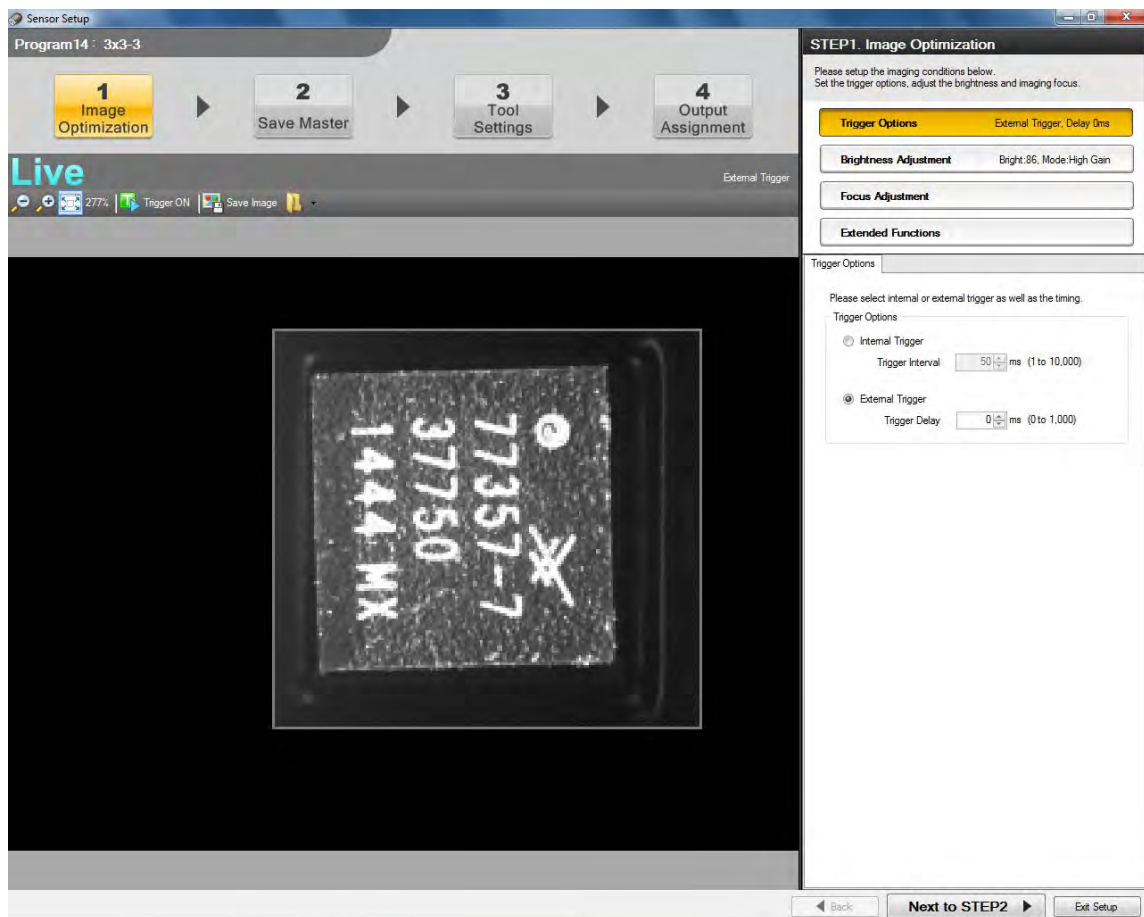 Sensor Setup
Program14 : 3x3-3
1
Image
Optimization
2
Save Master
3
Tool
Settings
4
Output
Assignment
Live
External Trigger
277%
Trigger ON
Save Image
77357-7
37750
1444 MX
STEP1. Image Optimization
Please setup the imaging conditions below.
Set the trigger options, adjust the brightness and imaging focus.
Trigger Options External Trigger, Delay 0ms
Brightness Adjustment Bright:86, Mode:High Gain
Focus Adjustment
Extended Functions
Trigger Options
Please select internal or external trigger as well as the timing.
Trigger Options
Internal Trigger
Trigger Interval 50 ms (1 to 10,000)
External Trigger
Trigger Delay 0 ms (0 to 1,000)
Back
Next to STEP2
Exit Setup